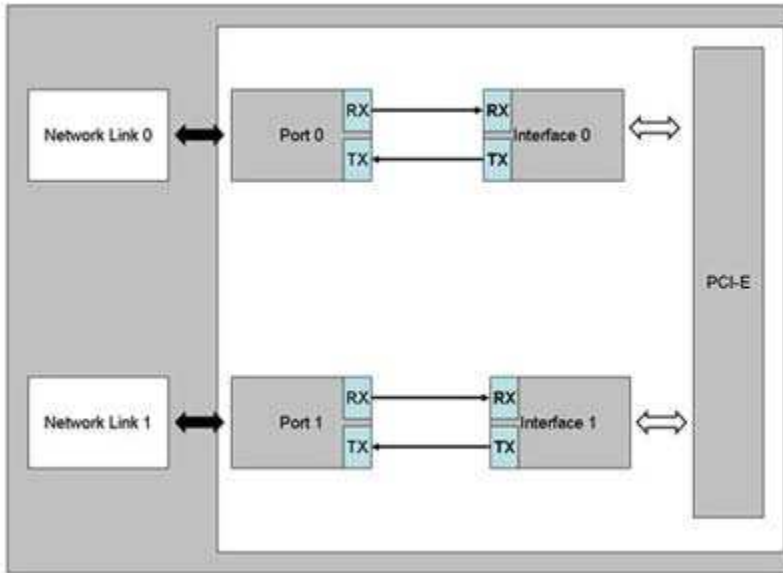 Network Link 0
Port 0
RX
TX
RX
TX
Interface 0
PCI-E
Network Link 1
Port 1
RX
TX
RX
TX
Interface 1